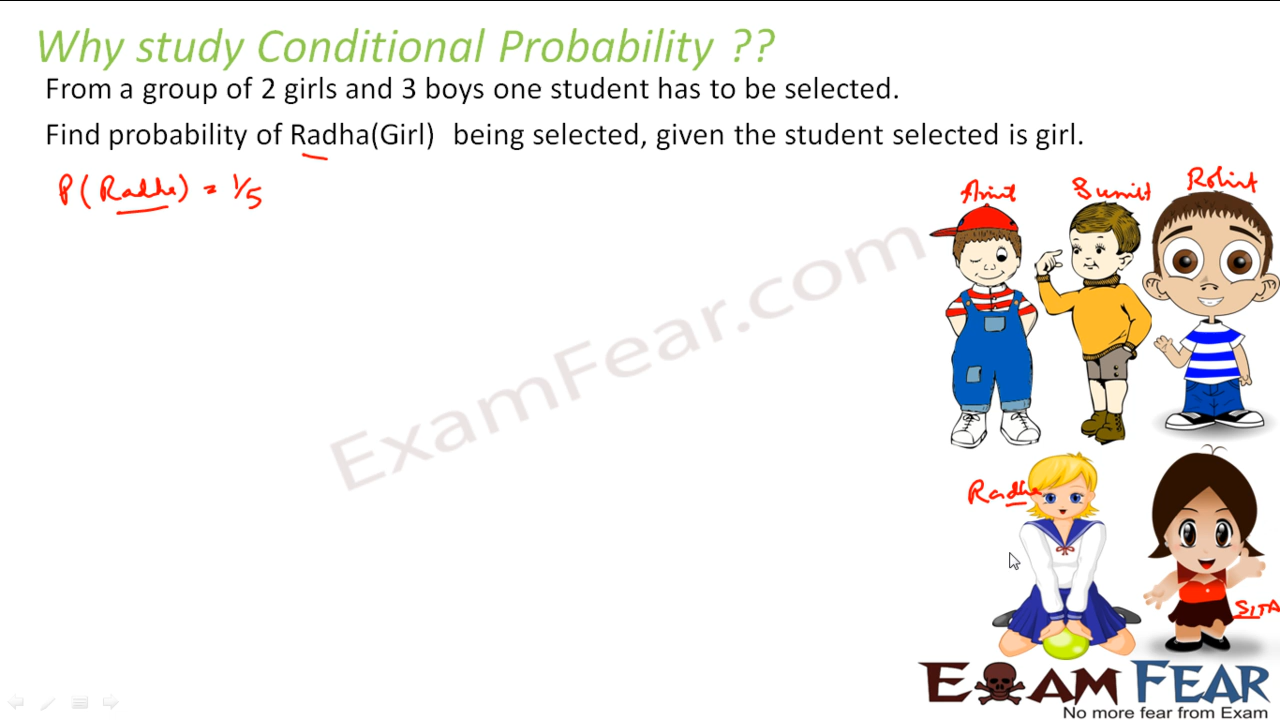 Why study Conditional Probability ??
From a group of 2 girls and 3 boys one student has to be selected.
Find probability of Radha(Girl) being selected, given the student selected is girl.
P(Radha) = 1/5
Amit Sumit Rohit
ExamFear.com
Radha
SITA
EXAM FEAR
No more fear from Exam